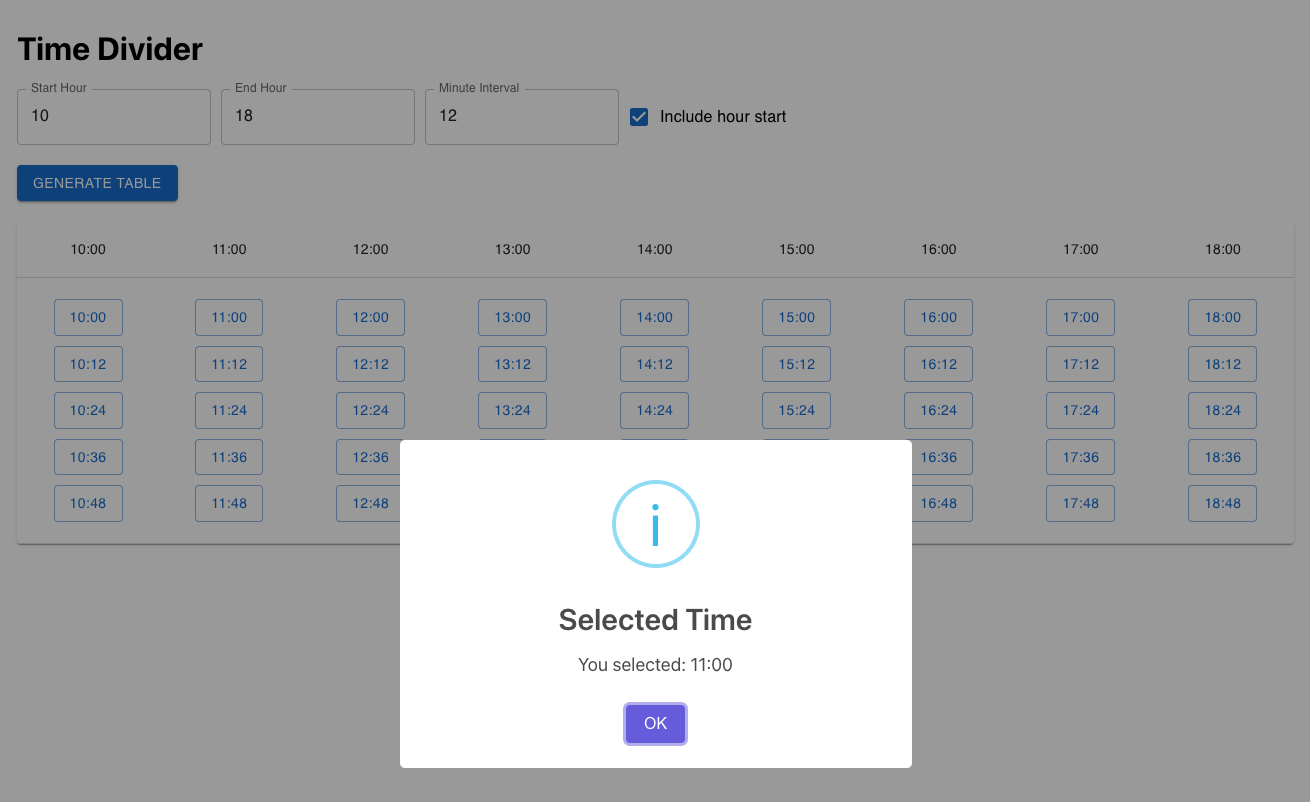 Time Divider
Start Hour End Hour Minute Interval
10 18 12 Include hour start
GENERATE TABLE
10:00 11:00 12:00 13:00 14:00 15:00 16:00 17:00 18:00
10:00 11:00 12:00 13:00 14:00 15:00 16:00 17:00 18:00
10:12 11:12 12:12 13:12 14:12 15:12 16:12 17:12 18:12
10:24 11:24 12:24 13:24 14:24 15:24 16:24 17:24 18:24
10:36 11:36 12:36 16:36 17:36 18:36
10:48 11:48 12:48 16:48 17:48 18:48
i
Selected Time
You selected: 11:00
OK